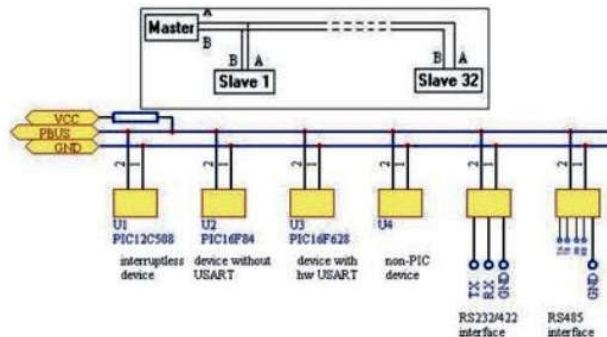 A
Master
B
B A
B A
Slave 1
Slave 32
VCC
PBUS
GND
2 1 2 1 2 1 2 1 2 1 2 1
U1
PIC12C508
U2
PIC16F84
U3
PIC16F628
U4
interruptless
device
device without
USART
device with
hw USART
non-PIC
device
TX
RX
GND
GND
RS232/422
interface
RS485
interface